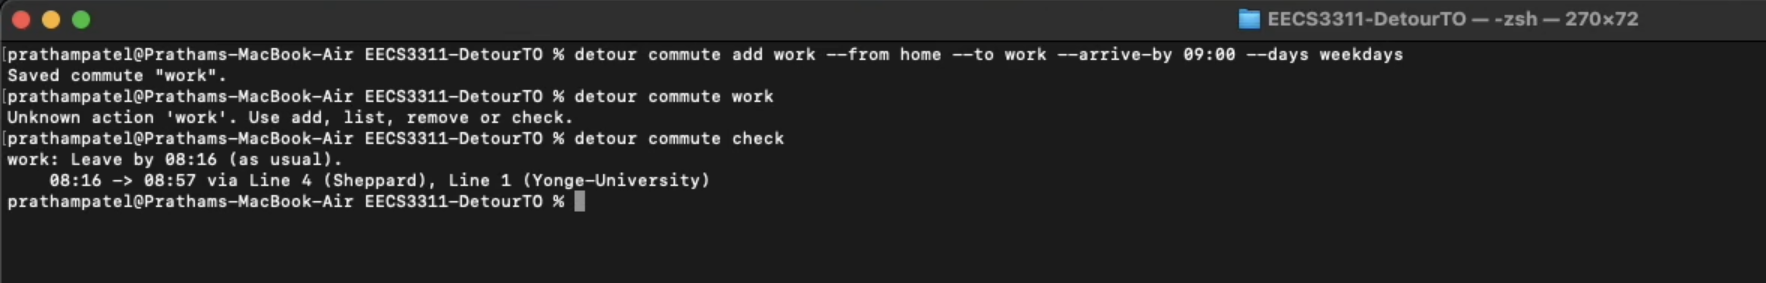 EECS3311-DetourTO — -zsh — 270×72
[prathampatel@Prathams-MacBook-Air EECS3311-DetourTO % detour commute add work --from home --to work --arrive-by 09:00 --days weekdays
Saved commute "work".
[prathampatel@Prathams-MacBook-Air EECS3311-DetourTO % detour commute work
Unknown action 'work'. Use add, list, remove or check.
[prathampatel@Prathams-MacBook-Air EECS3311-DetourTO % detour commute check
work: Leave by 08:16 (as usual).
    08:16 -> 08:57 via Line 4 (Sheppard), Line 1 (Yonge-University)
prathampatel@Prathams-MacBook-Air EECS3311-DetourTO %